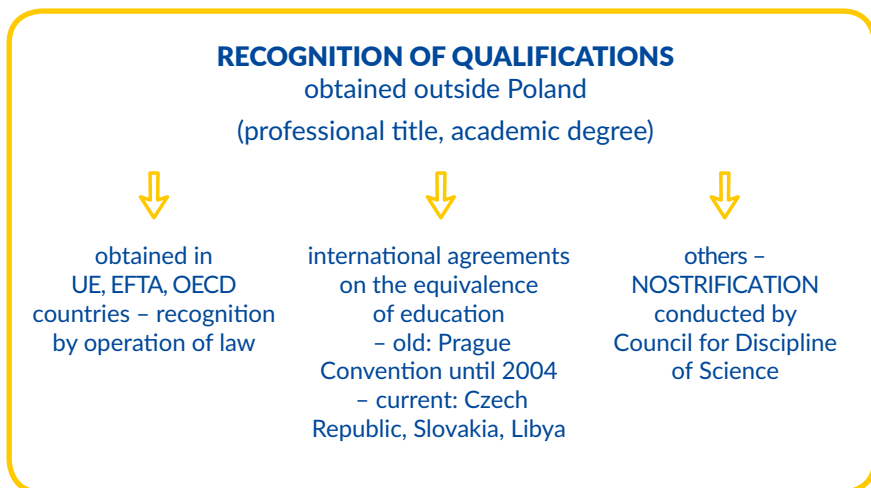 RECOGNITION OF QUALIFICATIONS
obtained outside Poland
(professional title, academic degree)
obtained in
UE, EFTA, OECD
countries – recognition
by operation of law
international agreements
on the equivalence
of education
– old: Prague
Convention until 2004
– current: Czech
Republic, Slovakia, Libya
others –
NOSTRIFICATION
conducted by
Council for Discipline
of Science